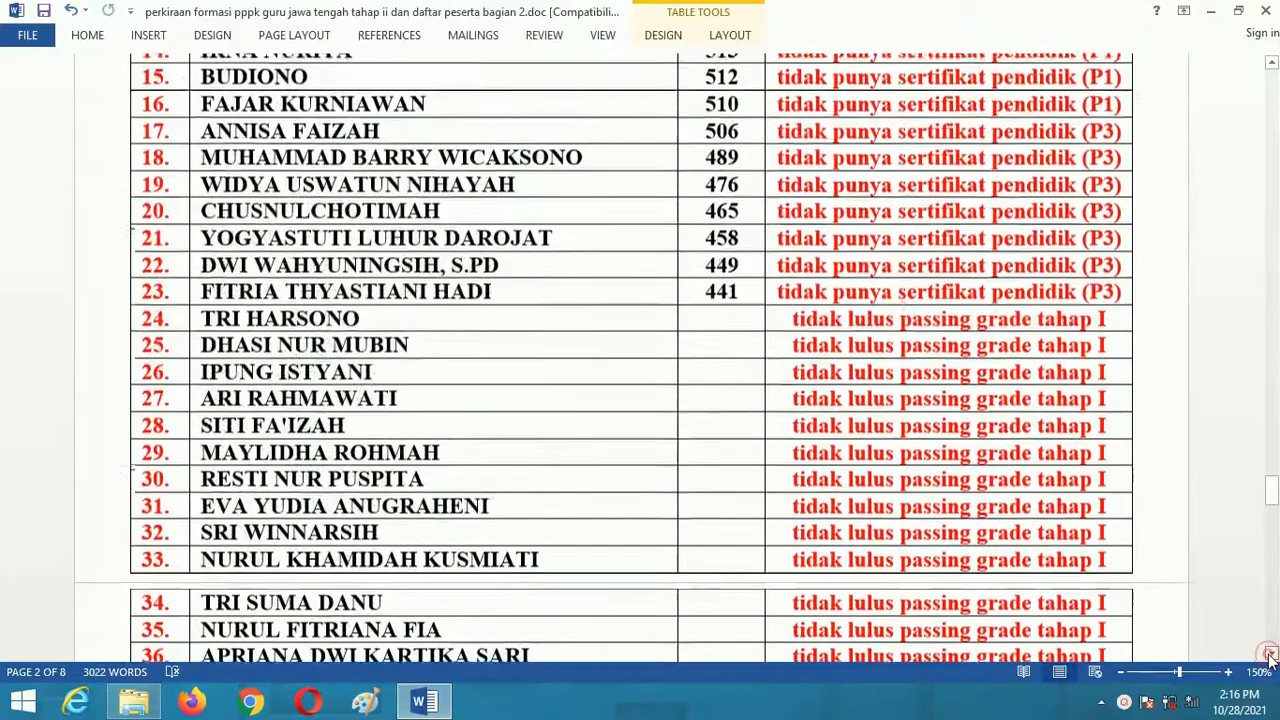 perkiraan formasi pppk guru jawa tengah tahap ii dan daftar peserta bagian 2.doc [Compatibili...
TABLE TOOLS
?
FILE HOME INSERT DESIGN PAGE LAYOUT REFERENCES MAILINGS REVIEW VIEW DESIGN LAYOUT
Sign in
15. BUDIONO 512 tidak punya sertifikat pendidik (P1)
16. FAJAR KURNIAWAN 510 tidak punya sertifikat pendidik (P1)
17. ANNISA FAIZAH 506 tidak punya sertifikat pendidik (P3)
18. MUHAMMAD BARRY WICAKSONO 489 tidak punya sertifikat pendidik (P3)
19. WIDYA USWATUN NIHAYAH 476 tidak punya sertifikat pendidik (P3)
20. CHUSNULCHOTIMAH 465 tidak punya sertifikat pendidik (P3)
21. YOGYASTUTI LUHUR DAROJAT 458 tidak punya sertifikat pendidik (P3)
22. DWI WAHYUNINGSIH, S.PD 449 tidak punya sertifikat pendidik (P3)
23. FITRIA THYASTIANI HADI 441 tidak punya sertifikat pendidik (P3)
24. TRI HARSONO tidak lulus passing grade tahap I
25. DHASI NUR MUBIN tidak lulus passing grade tahap I
26. IPUNG ISTYANI tidak lulus passing grade tahap I
27. ARI RAHMAWATI tidak lulus passing grade tahap I
28. SITI FA'IZAH tidak lulus passing grade tahap I
29. MAYLIDHA ROHMAH tidak lulus passing grade tahap I
30. RESTI NUR PUSPITA tidak lulus passing grade tahap I
31. EVA YUDIA ANUGRAHENI tidak lulus passing grade tahap I
32. SRI WINNARSIH tidak lulus passing grade tahap I
33. NURUL KHAMIDAH KUSMIATI tidak lulus passing grade tahap I
34. TRI SUMA DANU tidak lulus passing grade tahap I
35. NURUL FITRIANA FIA tidak lulus passing grade tahap I
36. APRIANA DWI KARTIKA SARI tidak lulus passing grade tahap I
PAGE 2 OF 8 3022 WORDS 150%
2:16 PM
10/28/2021